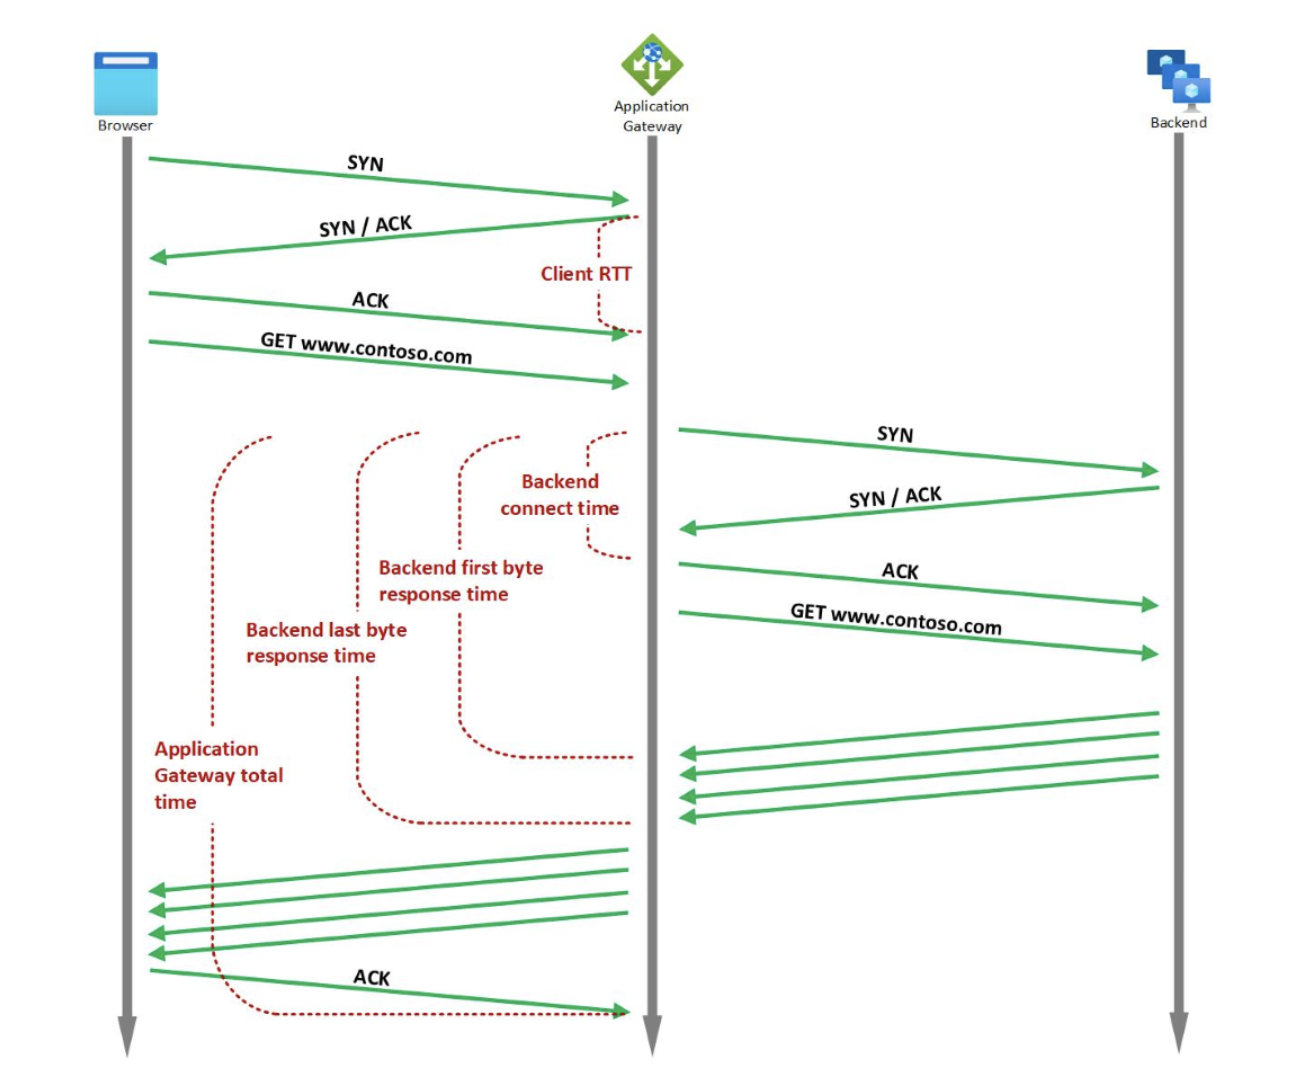 Browser
Application
Gateway
Backend
SYN
SYN / ACK
Client RTT
ACK
GET www.contoso.com
SYN
Backend
connect time
SYN / ACK
Backend first byte
response time
ACK
GET www.contoso.com
Backend last byte
response time
Application
Gateway total
time
ACK